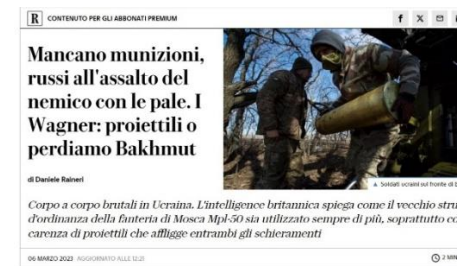 R CONTENUTO PER GLI ABBONATI PREMIUM
Mancano munizioni,
russi all'assalto del
nemico con le pale. I
Wagner: proiettili o
perdiamo Bakhmut
di Daniele Raineri
Soldati ucraini sul fronte di
Corpo a corpo brutali in Ucraina. L'intelligence britannica spiega come il vecchio
d'ordinanza della fanteria di Mosca Mpl-50 sia utilizzato sempre di più, soprattutto
carenza di proiettili che affligge entrambi gli schieramenti
06 MARZO 2023 AGGIORNATO ALLE 12:21